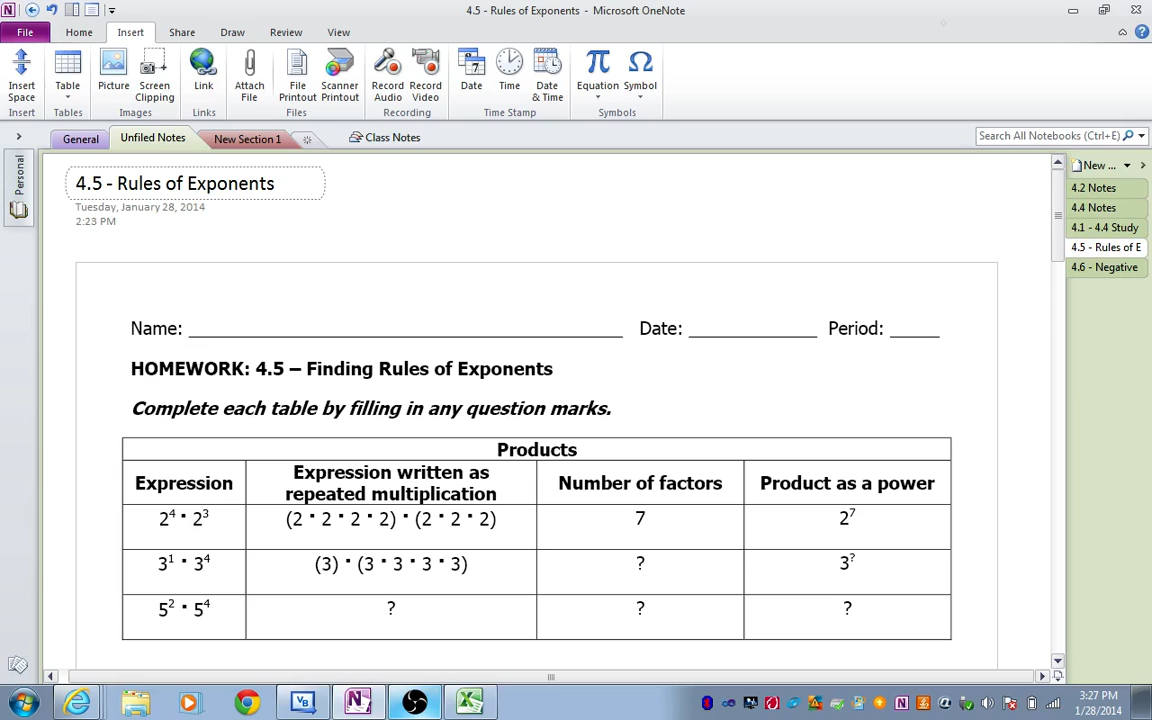 4.5 - Rules of Exponents - Microsoft OneNote
File Home Insert Share Draw Review View
Insert Space
Table
Picture
Screen Clipping
Link
Attach File
File Printout
Scanner Printout
Record Audio
Record Video
Date
Time
Date & Time
Equation
Symbol
Insert Tables Images Links Files Recording Time Stamp Symbols
General Unfiled Notes New Section 1 Class Notes
Search All Notebooks (Ctrl+E)
Personal
New ...
4.2 Notes
4.4 Notes
4.1 - 4.4 Study
4.5 - Rules of E
4.6 - Negative
4.5 - Rules of Exponents
Tuesday, January 28, 2014
2:23 PM
Name: ______ Date: ______ Period: ____
HOMEWORK: 4.5 – Finding Rules of Exponents
Complete each table by filling in any question marks.
Products
Expression
Expression written as
repeated multiplication
Number of factors
Product as a power
2⁴ · 2³ (2 · 2 · 2 · 2) · (2 · 2 · 2) 7 2⁷
3¹ · 3⁴ (3) · (3 · 3 · 3 · 3) ? 3^?
5² · 5⁴ ? ? ?
3:27 PM
1/28/2014